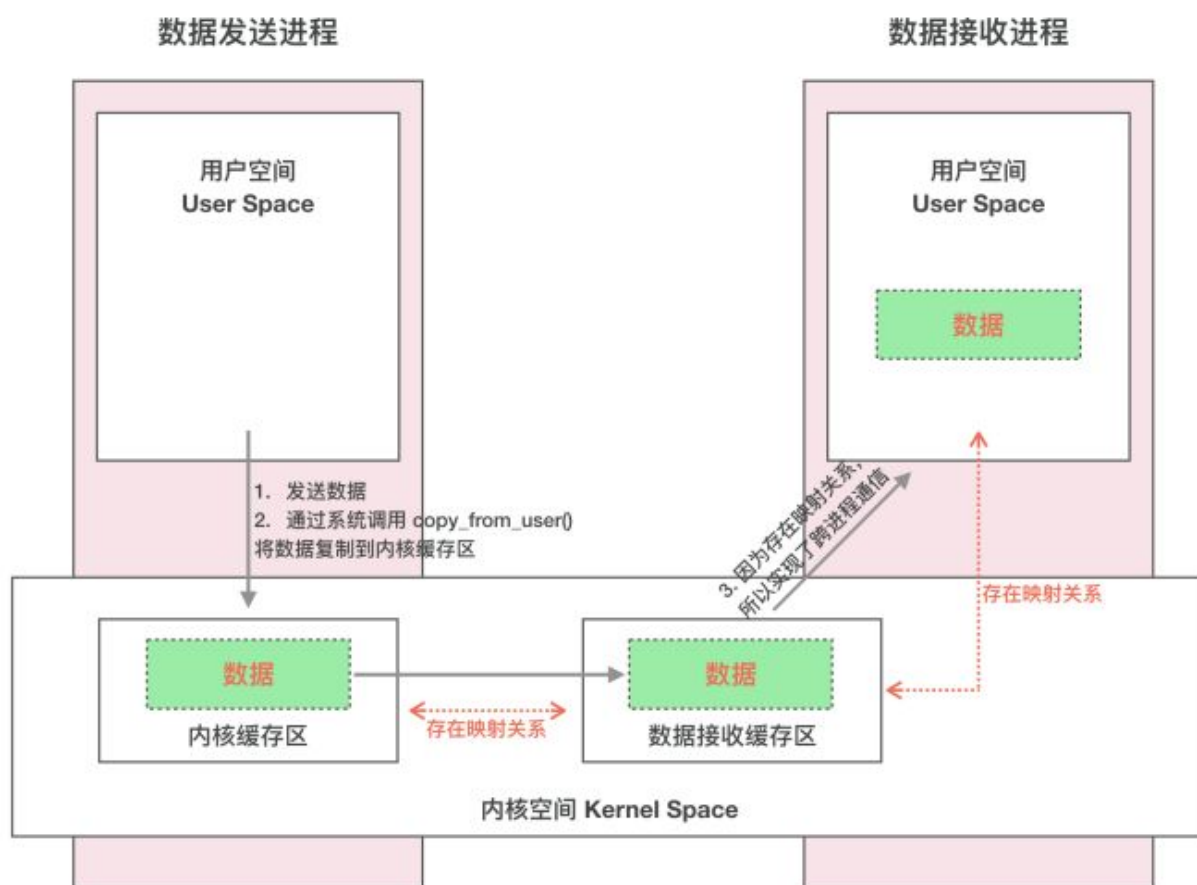 数据发送进程
数据接收进程
用户空间
User Space
用户空间
User Space
数据
1. 发送数据
2. 通过系统调用 copy_from_user()
将数据复制到内核缓存区
3. 因为存在映射关系，
所以实现了跨进程通信
存在映射关系
数据
数据
存在映射关系
内核缓存区
数据接收缓存区
内核空间 Kernel Space